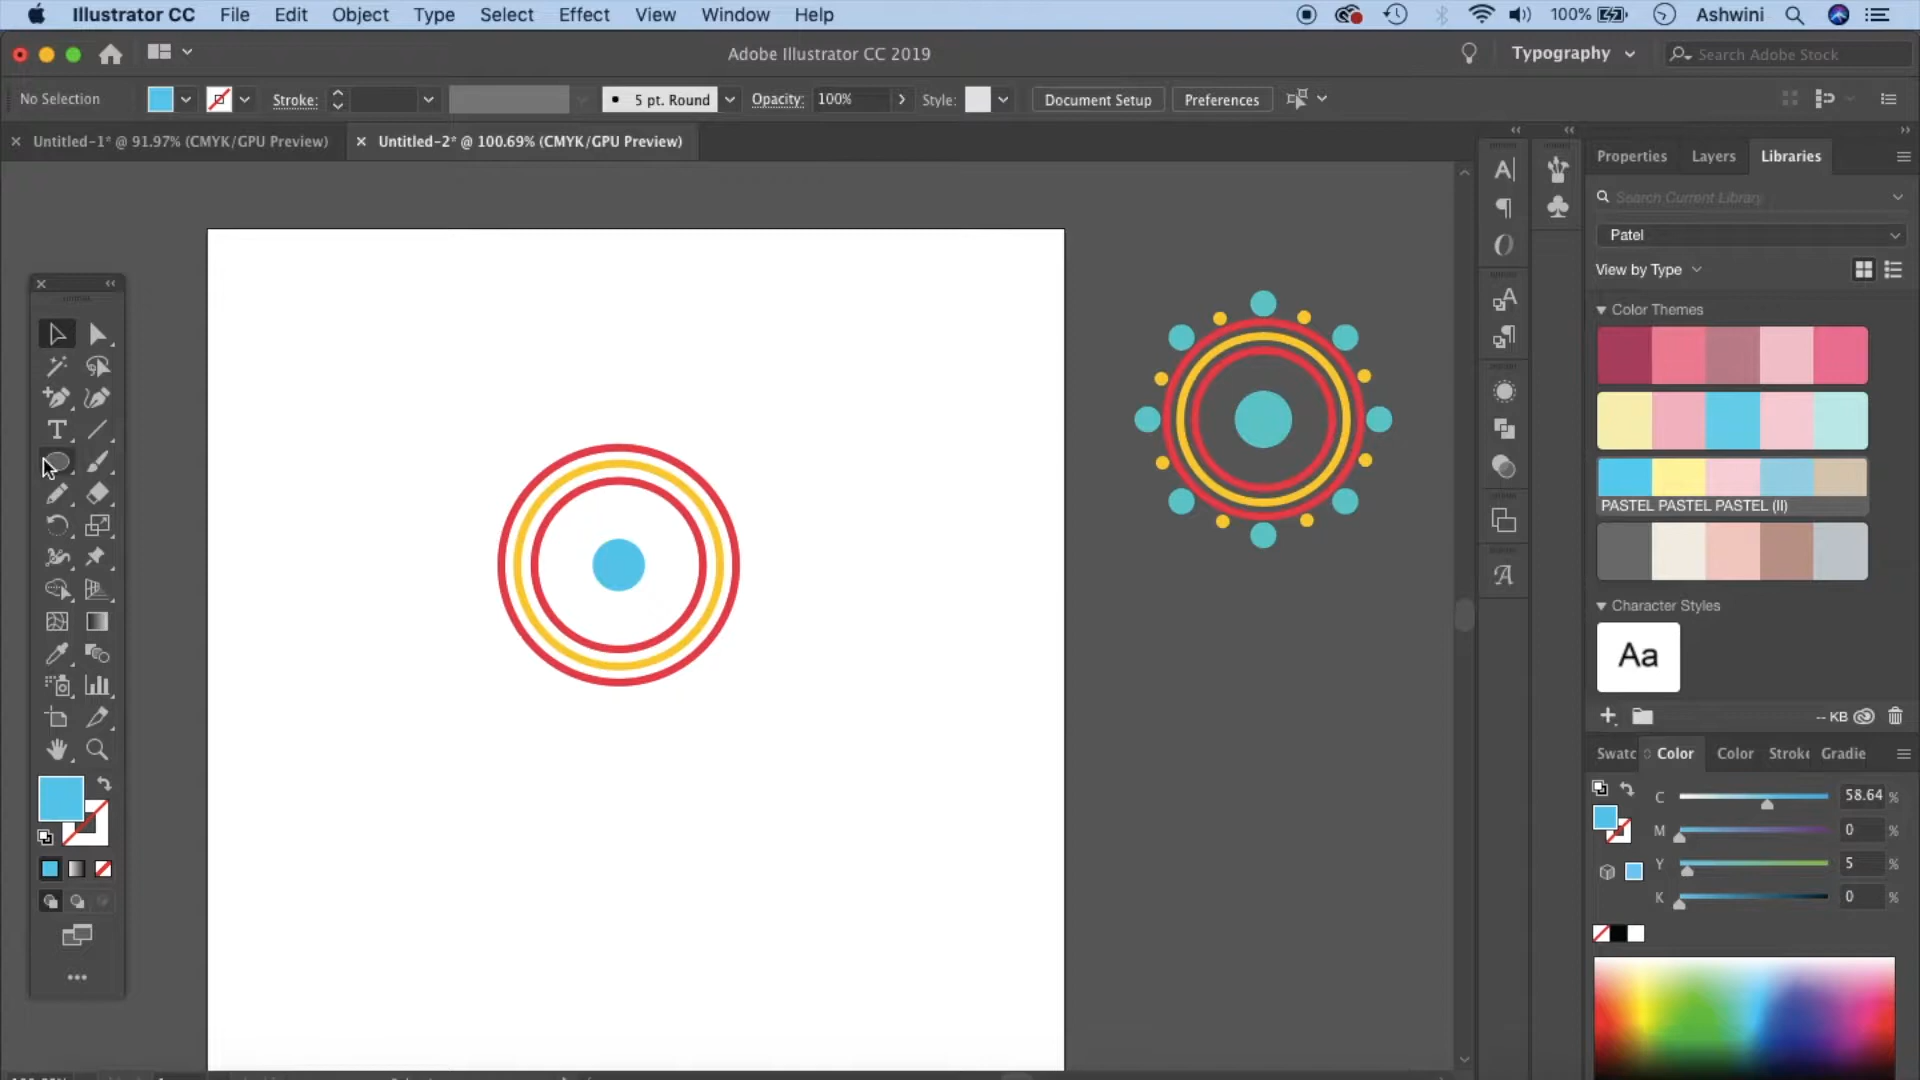 Illustrator CC File Edit Object Type Select Effect View Window Help 100% Ashwini
Adobe Illustrator CC 2019 Typography Search Adobe Stock
No Selection Stroke: 5 pt. Round Opacity: 100% Style: Document Setup Preferences
Untitled-1* @ 91.97% (CMYK/GPU Preview) Untitled-2* @ 100.69% (CMYK/GPU Preview)
Properties Layers Libraries
Search Current Library
Patel
View by Type
Color Themes
PASTEL PASTEL PASTEL (II)
Character Styles
Aa
-- KB
Swatc Color Color Stroke Gradie
C 58.64 %
M 0 %
Y 5 %
K 0 %